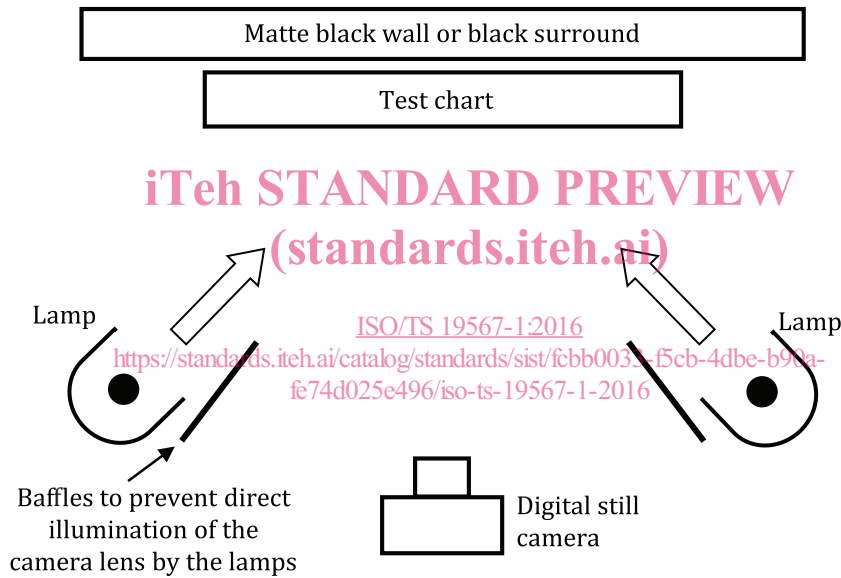 Matte black wall or black surround
Test chart
iTeh STANDARD PREVIEW
(standards.iteh.ai)
Lamp
Lamp
ISO/TS 19567-1:2016
https://standards.iteh.ai/catalog/standards/sist/fcbb0033-f5cb-4dbe-b90a-
fe74d025e496/iso-ts-19567-1-2016
Baffles to prevent direct
illumination of the
camera lens by the lamps
Digital still
camera